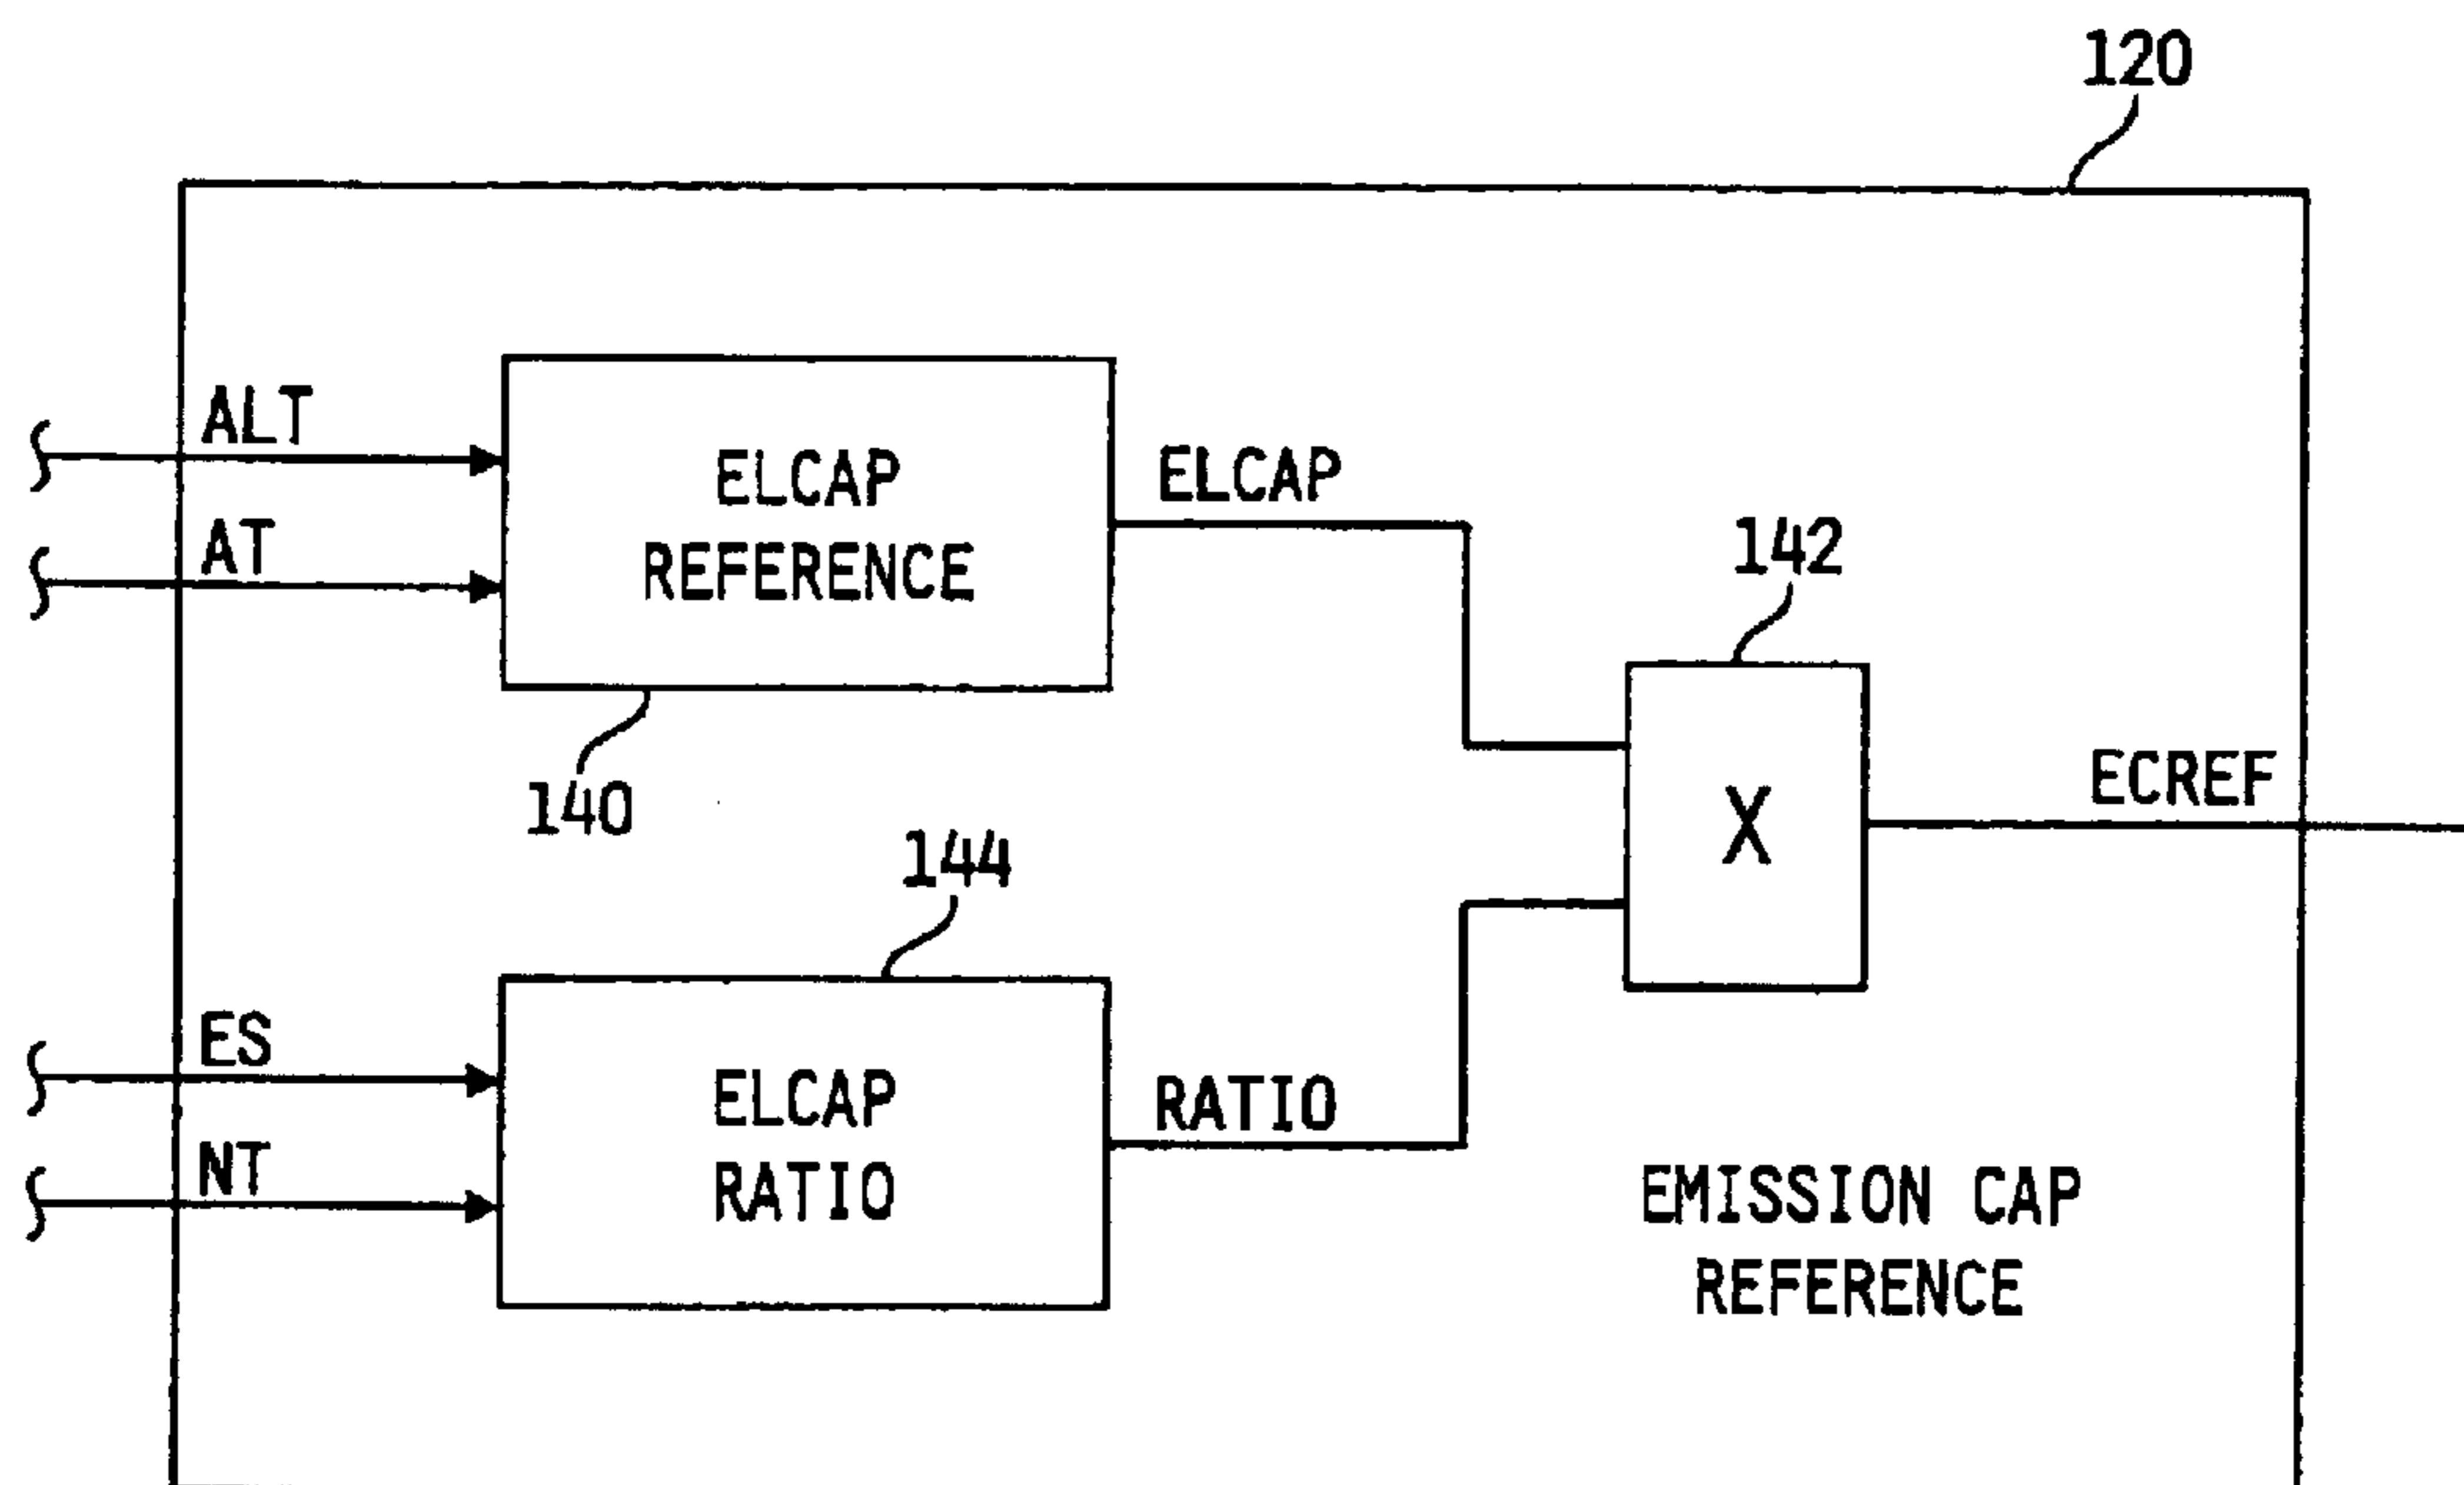 120
ALT
AT
ELCAP
REFERENCE
ELCAP
140
142
X
ECREF
144
ES
NT
ELCAP
RATIO
RATIO
EMISSION CAP
REFERENCE